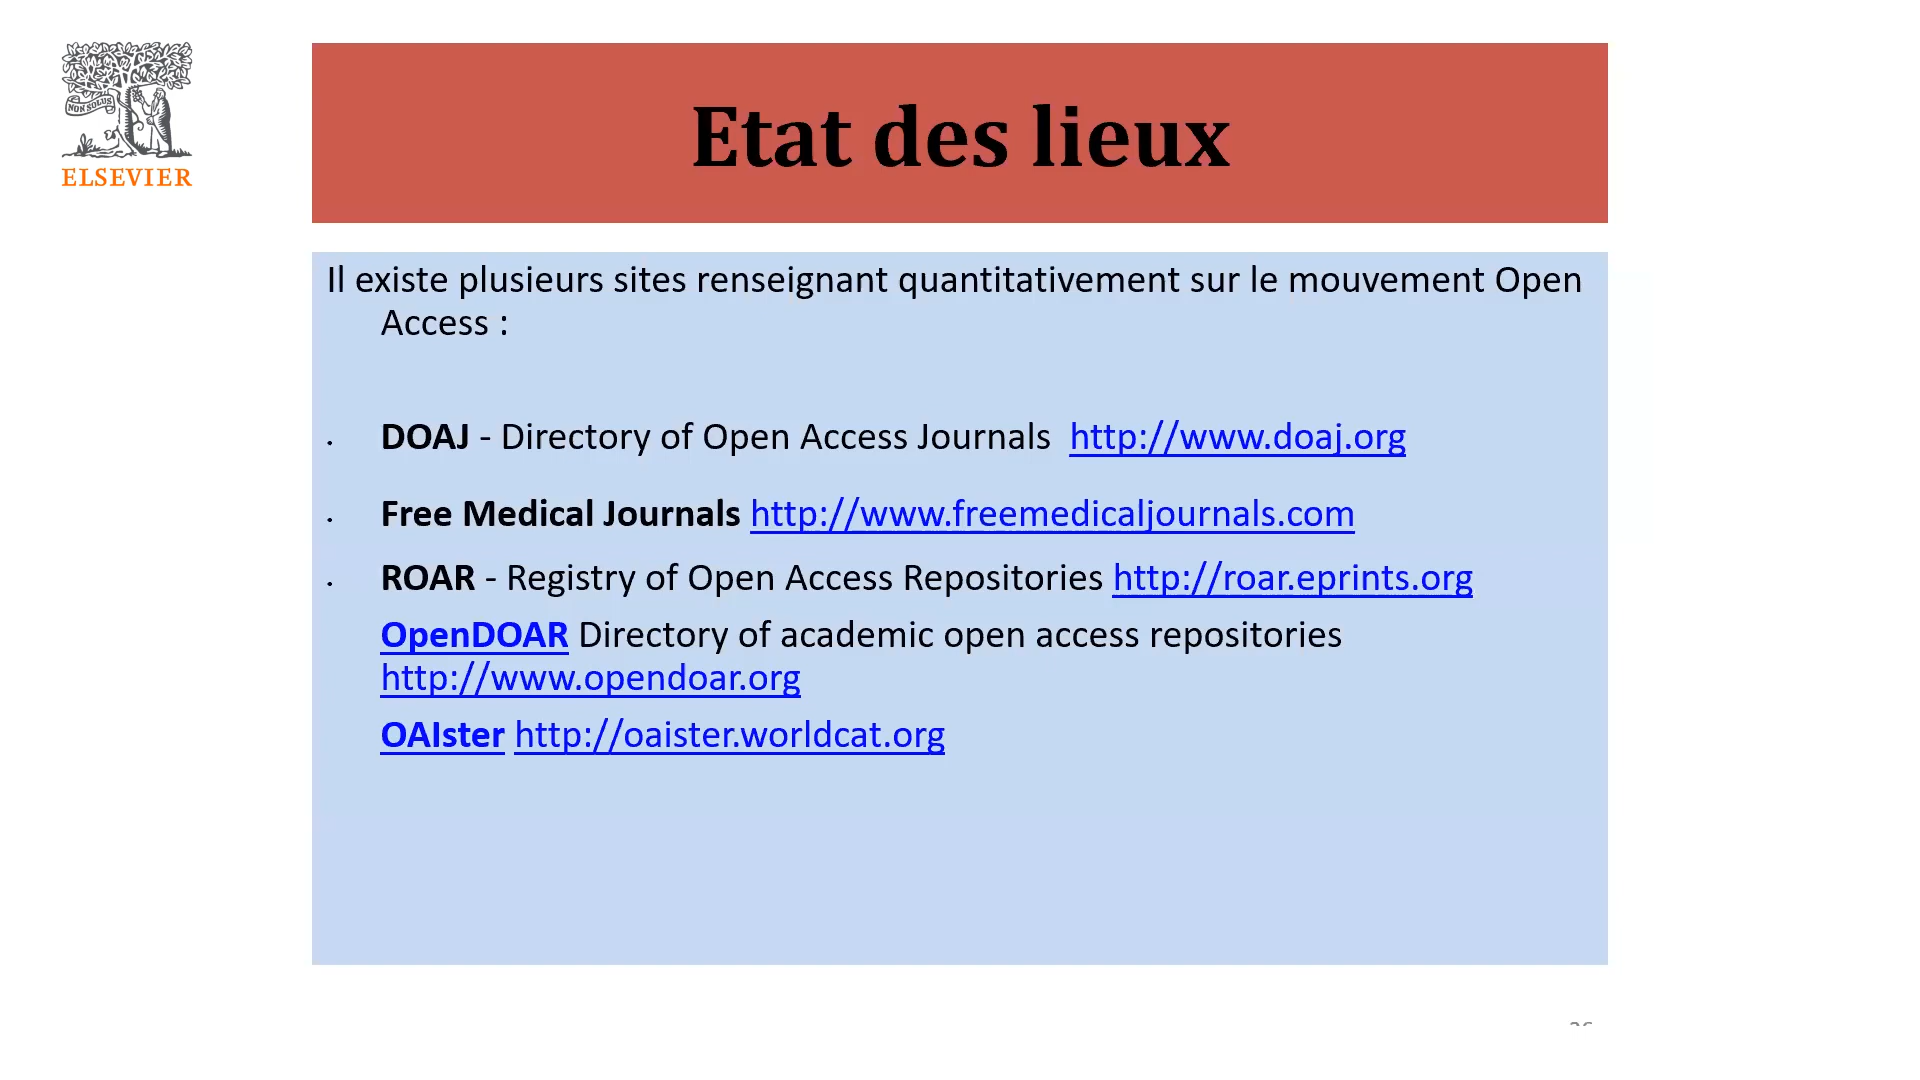 NON SOLUS
ELSEVIER
Etat des lieux
Il existe plusieurs sites renseignant quantitativement sur le mouvement Open
Access :
• DOAJ - Directory of Open Access Journals http://www.doaj.org
• Free Medical Journals http://www.freemedicaljournals.com
• ROAR - Registry of Open Access Repositories http://roar.eprints.org
OpenDOAR Directory of academic open access repositories
http://www.opendoar.org
OAIster http://oaister.worldcat.org